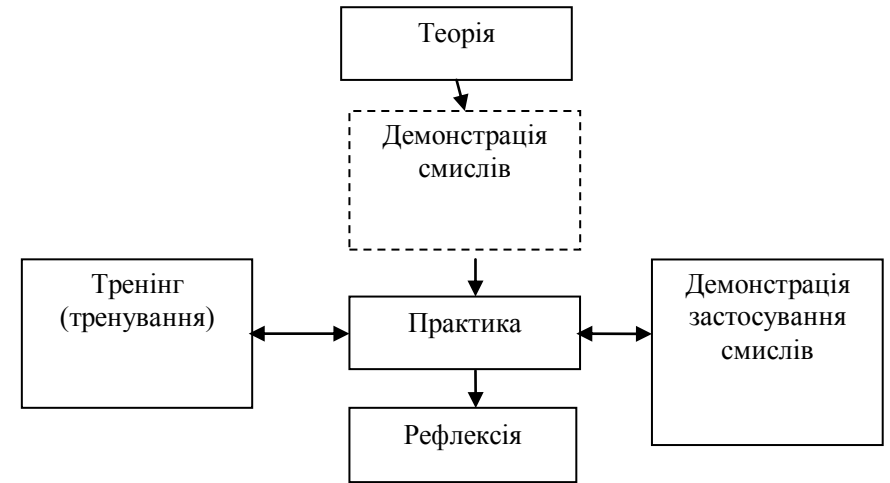 Теорія
Демонстрація
смислів
Тренінг
(тренування)
Практика
Демонстрація
застосування
смислів
Рефлексія